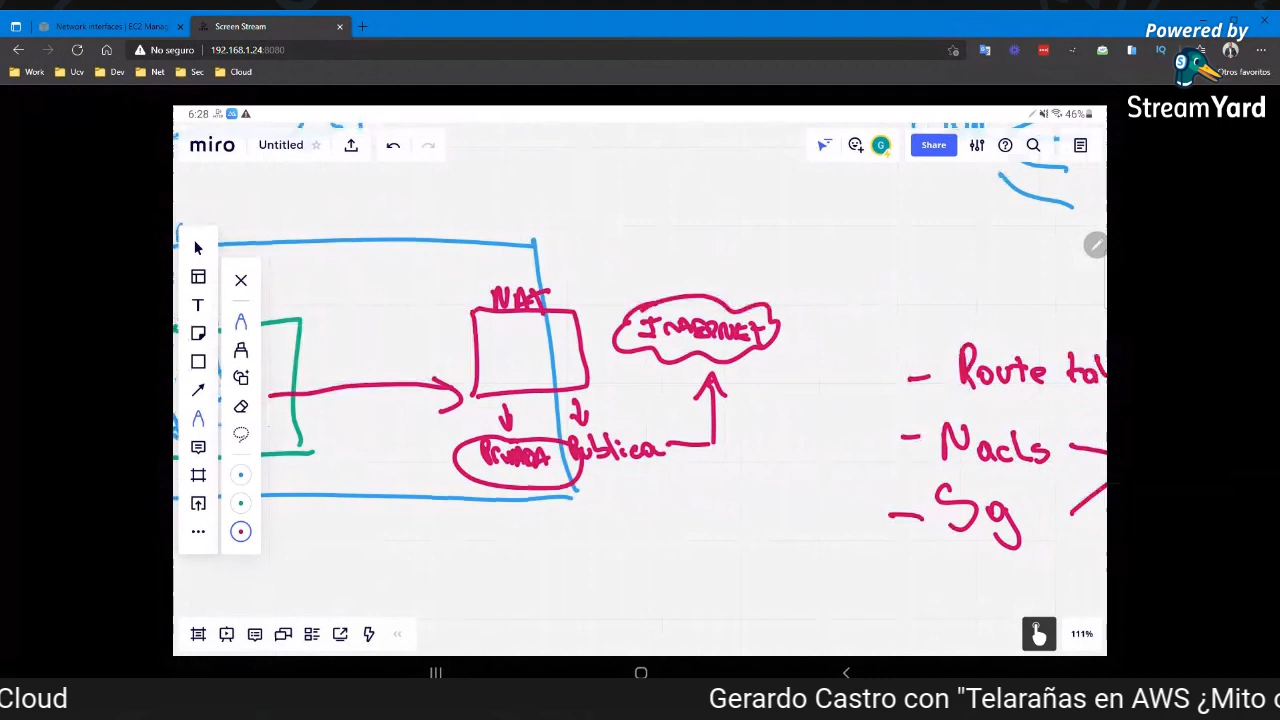 Network interfaces | EC2 Manag
Screen Stream
Powered by
No seguro
192.168.1.24:8080
Work
Ucv
Dev
Net
Sec
Cloud
Otros favoritos
StreamYard
6:28
46%
miro
Untitled
G
Share
NAT
INTERNET
PrivADA
Publica
- Route tab
- Nacls
- Sg
111%
Cloud
Gerardo Castro con "Telarañas en AWS ¿Mito o